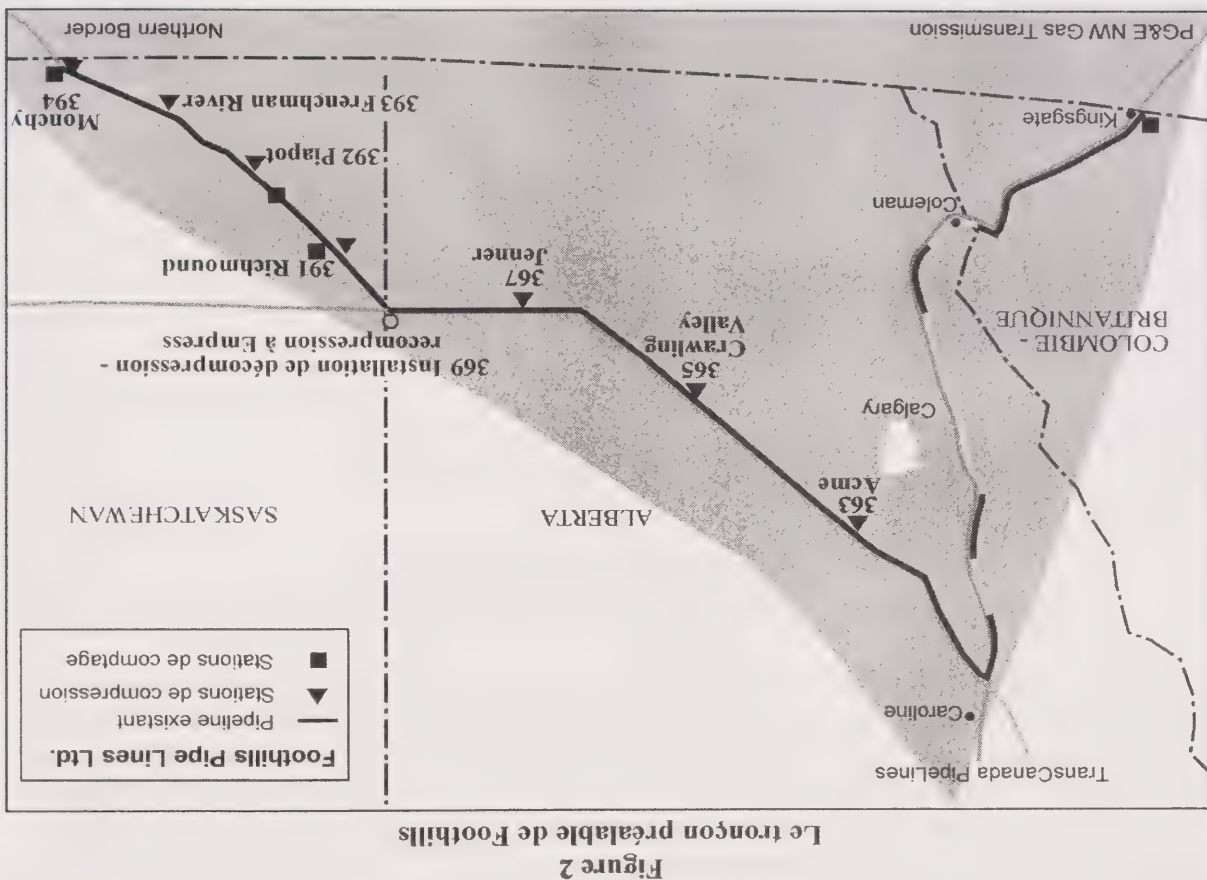 Figure 2
Le tronçon préalable de Foothills
TransCanada PipeLines
Caroline
Foothills Pipe Lines Ltd.
Pipeline existant
Stations de compression
Stations de comptage
363
Acme
ALBERTA
SASKATCHEWAN
Calgary
365
Crawling
Valley
369 Installation de décompression -
recompression à Empress
COLOMBIE -
BRITANNIQUE
367
Jenner
391 Richmound
Coleman
392 Piapot
Kingsgate
393 Frenchman River
Monchy
394
PG&E NW Gas Transmission
Northern Border